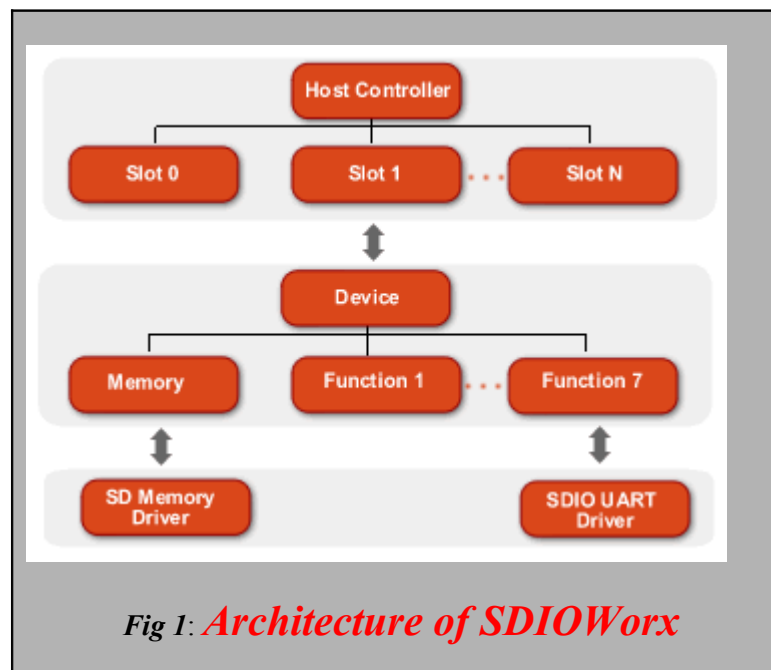 Host Controller
Slot 0
Slot 1
...
Slot N
Device
Memory
Function 1
...
Function 7
SD Memory
Driver
SDIO UART
Driver
Fig 1: Architecture of SDIOWorx